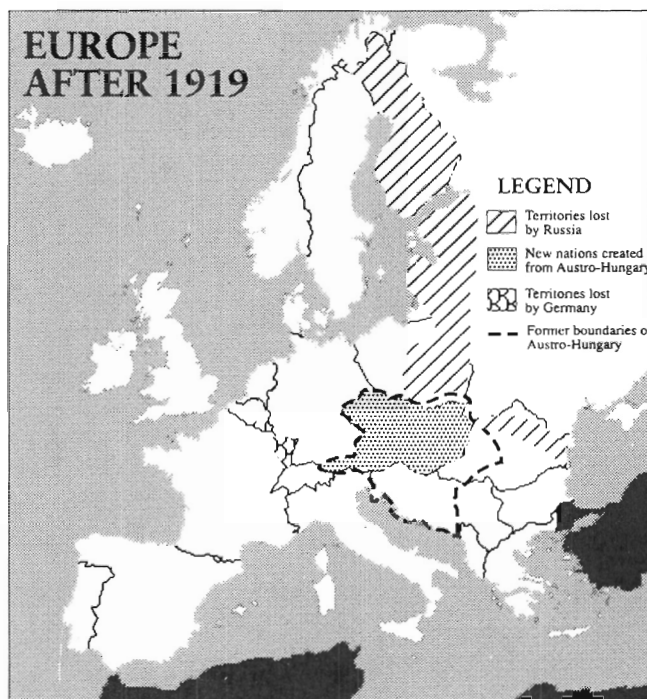 EUROPE
AFTER 1919
LEGEND
Territories lost
by Russia
New nations created
from Austro-Hungary
Territories lost
by Germany
Former boundaries o
Austro-Hungary